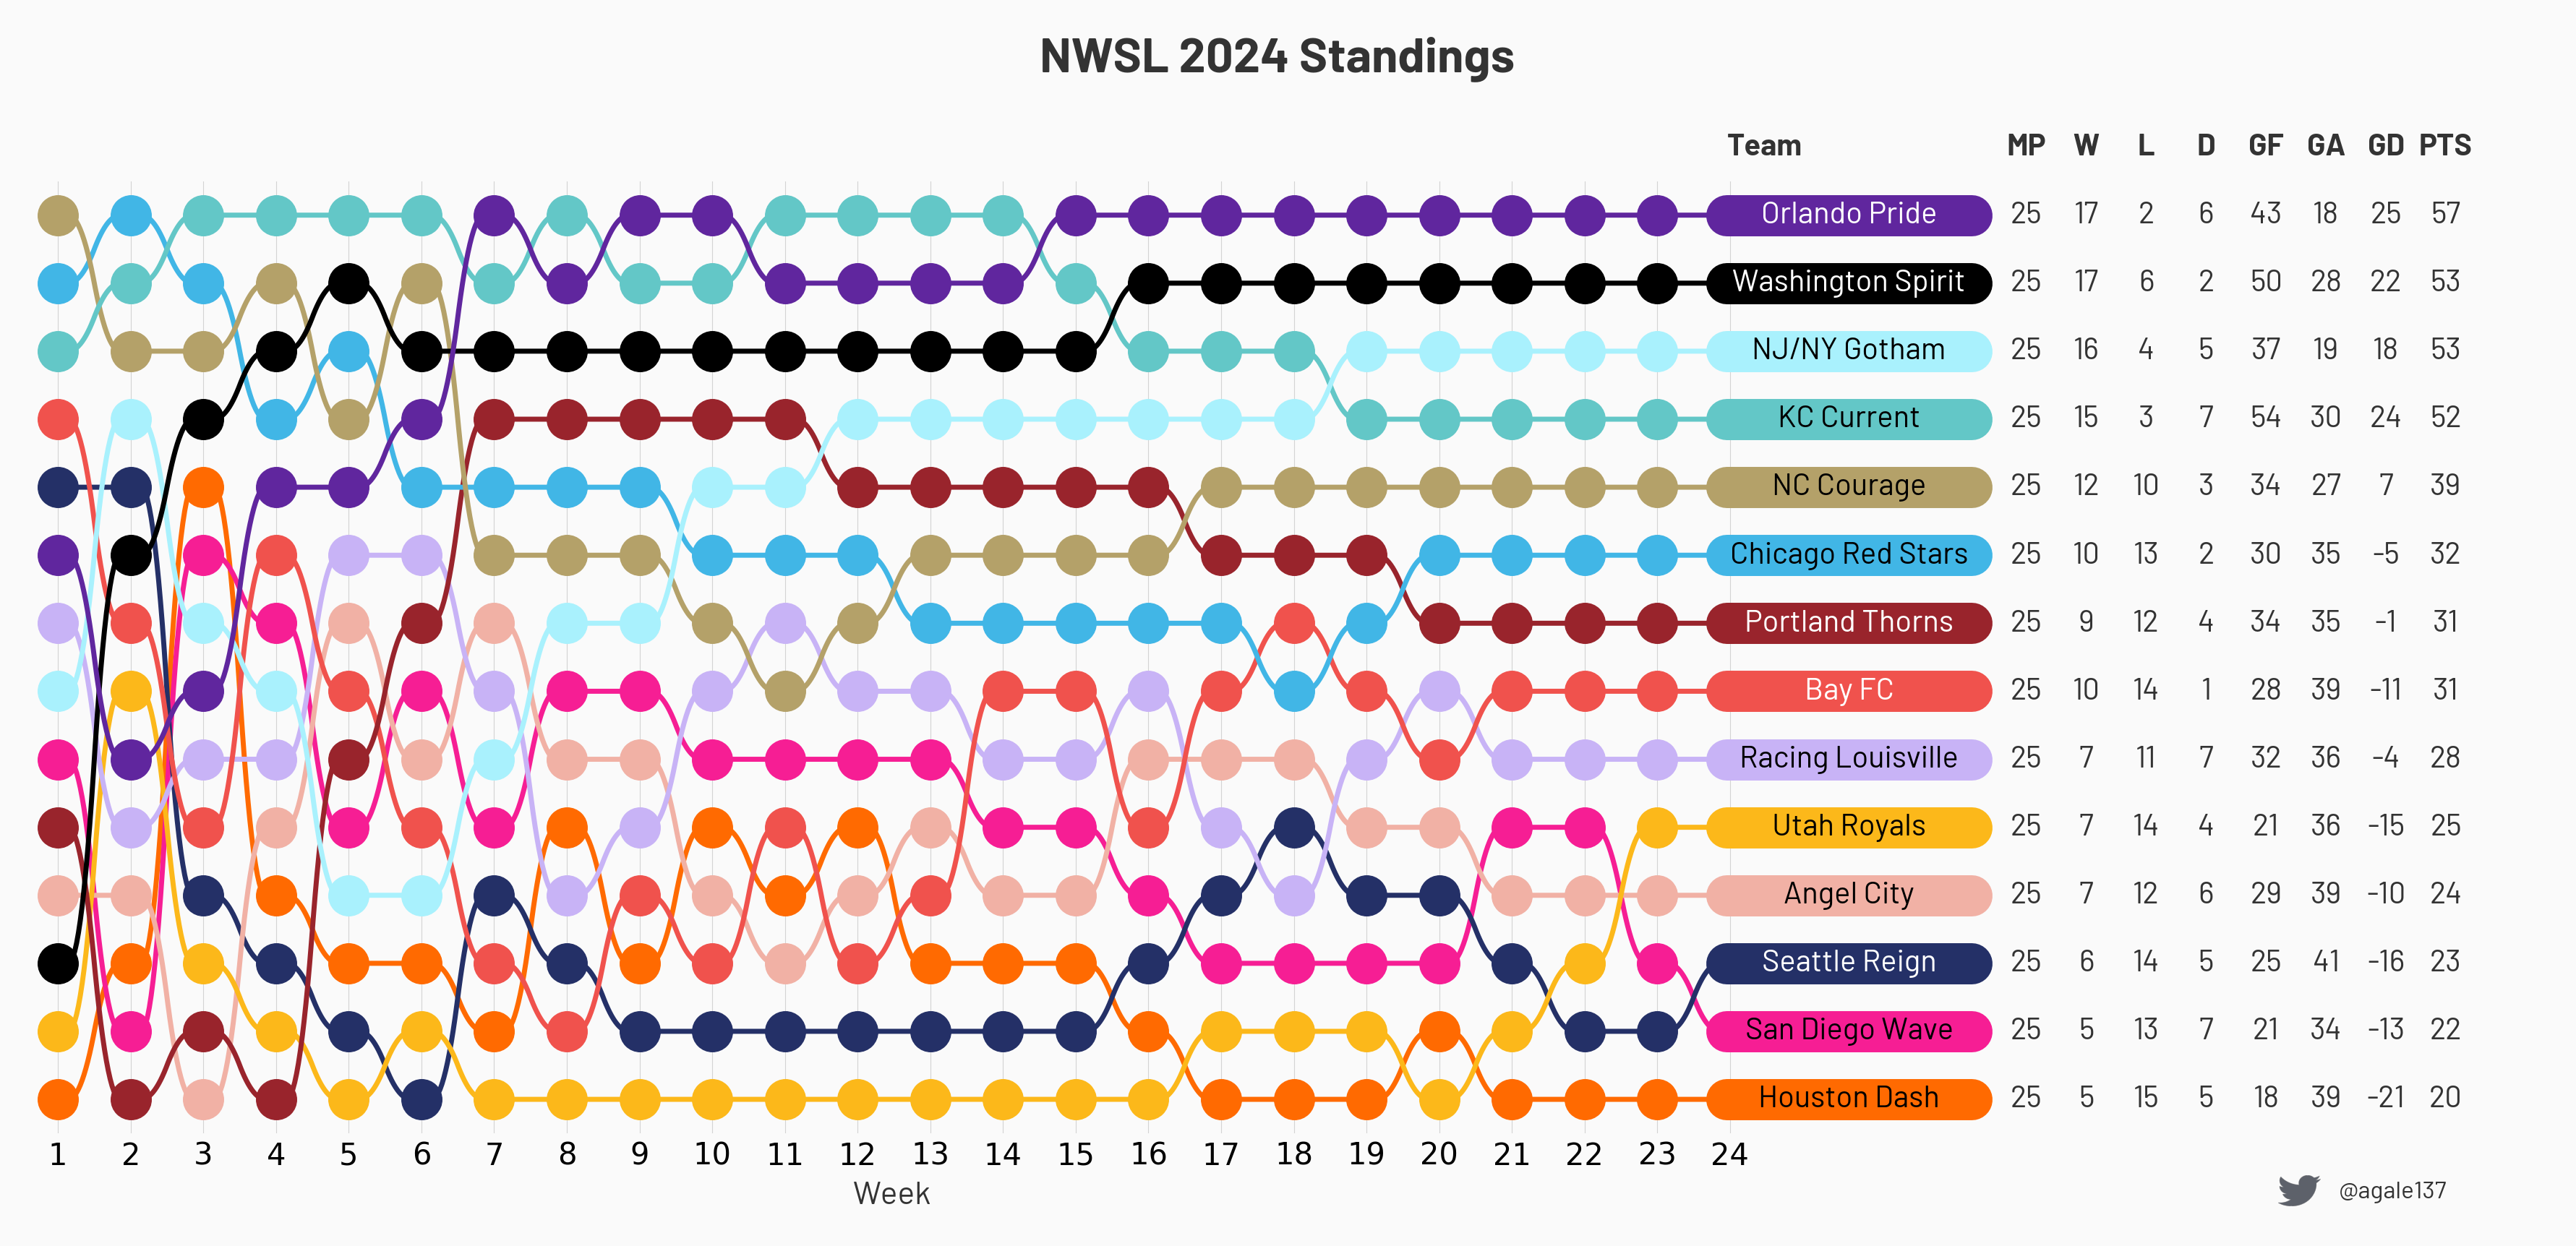 NWSL 2024 Standings
Team MP W L D GF GA GD PTS
Orlando Pride 25 17 2 6 43 18 25 57
Washington Spirit 25 17 6 2 50 28 22 53
NJ/NY Gotham 25 16 4 5 37 19 18 53
KC Current 25 15 3 7 54 30 24 52
NC Courage 25 12 10 3 34 27 7 39
Chicago Red Stars 25 10 13 2 30 35 -5 32
Portland Thorns 25 9 12 4 34 35 -1 31
Bay FC 25 10 14 1 28 39 -11 31
Racing Louisville 25 7 11 7 32 36 -4 28
Utah Royals 25 7 14 4 21 36 -15 25
Angel City 25 7 12 6 29 39 -10 24
Seattle Reign 25 6 14 5 25 41 -16 23
San Diego Wave 25 5 13 7 21 34 -13 22
Houston Dash 25 5 15 5 18 39 -21 20
1 2 3 4 5 6 7 8 9 10 11 12 13 14 15 16 17 18 19 20 21 22 23 24
Week
@agale137